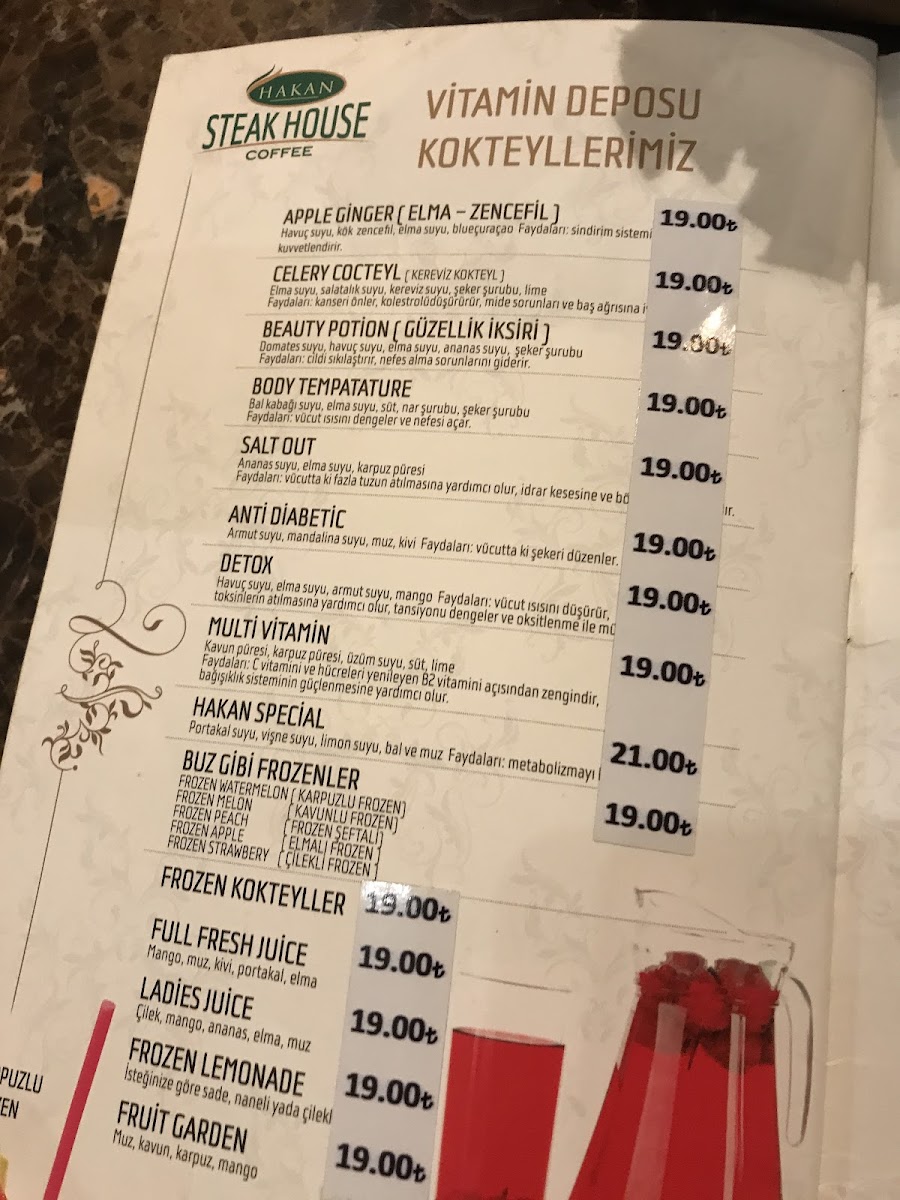 HAKAN
STEAK HOUSE
COFFEE
VİTAMİN DEPOSU
KOKTEYLLERİMİZ
APPLE GİNGER ( ELMA – ZENCEFİL ) 19.00₺
Havuç suyu, kök zencefil, elma suyu, blueçuraçao Faydaları: sindirim sistemi
kuvvetlendirir.
CELERY COCTEYL ( KEREVİZ KOKTEYL ) 19.00₺
Elma suyu, salatalık suyu, kereviz suyu, şeker şurubu, lime
Faydaları: kanseri önler, kolestrolüdüşürürür, mide sorunları ve baş ağrısına
BEAUTY POTİON ( GÜZELLİK İKSİRİ ) 19.00₺
Domates suyu, havuç suyu, elma suyu, ananas suyu, şeker şurubu
Faydaları: cildi sıkılaştırır, nefes alma sorunlarını giderir.
BODY TEMPATATURE 19.00₺
Bal kabağı suyu, elma suyu, süt, nar şurubu, şeker şurubu
Faydaları: vücut ısısını dengeler ve nefesi açar.
SALT OUT 19.00₺
Ananas suyu, elma suyu, karpuz püresi
Faydaları: vücutta ki fazla tuzun atılmasına yardımcı olur, idrar kesesine ve bö ır.
ANTİ DİABETİC 19.00₺
Armut suyu, mandalina suyu, muz, kivi Faydaları: vücutta ki şekeri düzenler.
DETOX 19.00₺
Havuç suyu, elma suyu, armut suyu, mango Faydaları: vücut ısısını düşürür,
toksinlerin atılmasına yardımcı olur, tansiyonu dengeler ve oksitlenme ile mü
MULTİ VİTAMİN 19.00₺
Kavun püresi, karpuz püresi, üzüm suyu, süt, lime
Faydaları: C vitamini ve hücreleri yenileyen B2 vitamini açısından zengindir,
bağışıklık sisteminin güçlenmesine yardımcı olur.
HAKAN SPECİAL 21.00₺
Portakal suyu, vişne suyu, limon suyu, bal ve muz Faydaları: metabolizmayı
BUZ GİBİ FROZENLER 19.00₺
FROZEN WATERMELON ( KARPUZLU FROZEN)
FROZEN MELON ( KAVUNLU FROZEN)
FROZEN PEACH (FROZEN ŞEFTALİ)
FROZEN APPLE (ELMALI FROZEN )
FROZEN STRAWBERY (ÇİLEKLİ FROZEN )
FROZEN KOKTEYLLER 19.00₺
FULL FRESH JUİCE 19.00₺
Mango, muz, kivi, portakal, elma
LADİES JUİCE 19.00₺
Çilek, mango, ananas, elma, muz
FROZEN LEMONADE 19.00₺
İsteğinize göre sade, naneli yada çilekl
FRUİT GARDEN 19.00₺
Muz, kavun, karpuz, mango
PUZLU
EN